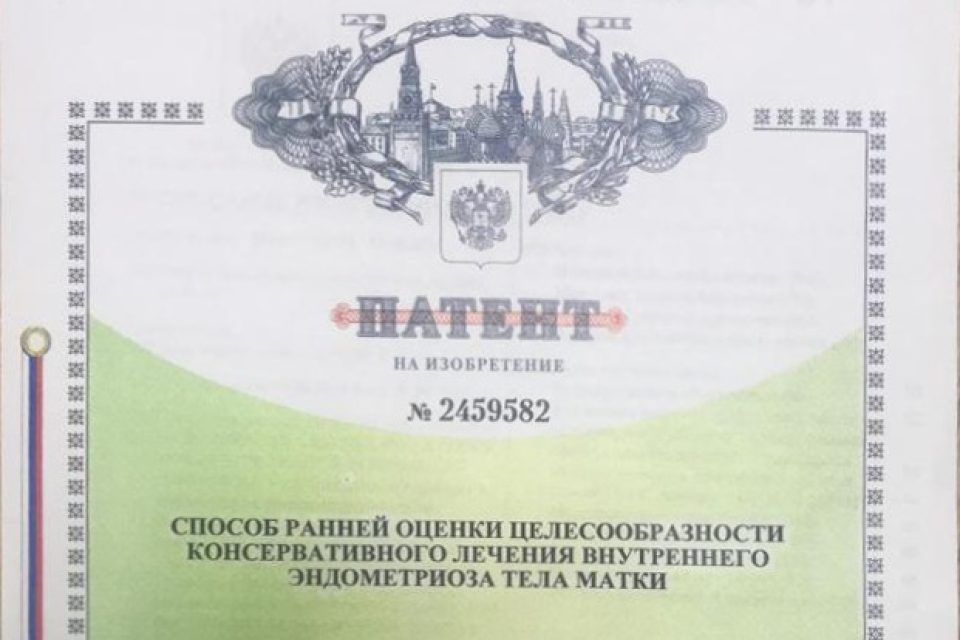 ПАТЕНТ
НА ИЗОБРЕТЕНИЕ
№ 2459582
СПОСОБ РАННЕЙ ОЦЕНКИ ЦЕЛЕСООБРАЗНОСТИ
КОНСЕРВАТИВНОГО ЛЕЧЕНИЯ ВНУТРЕННЕГО
ЭНДОМЕТРИОЗА ТЕЛА МАТКИ